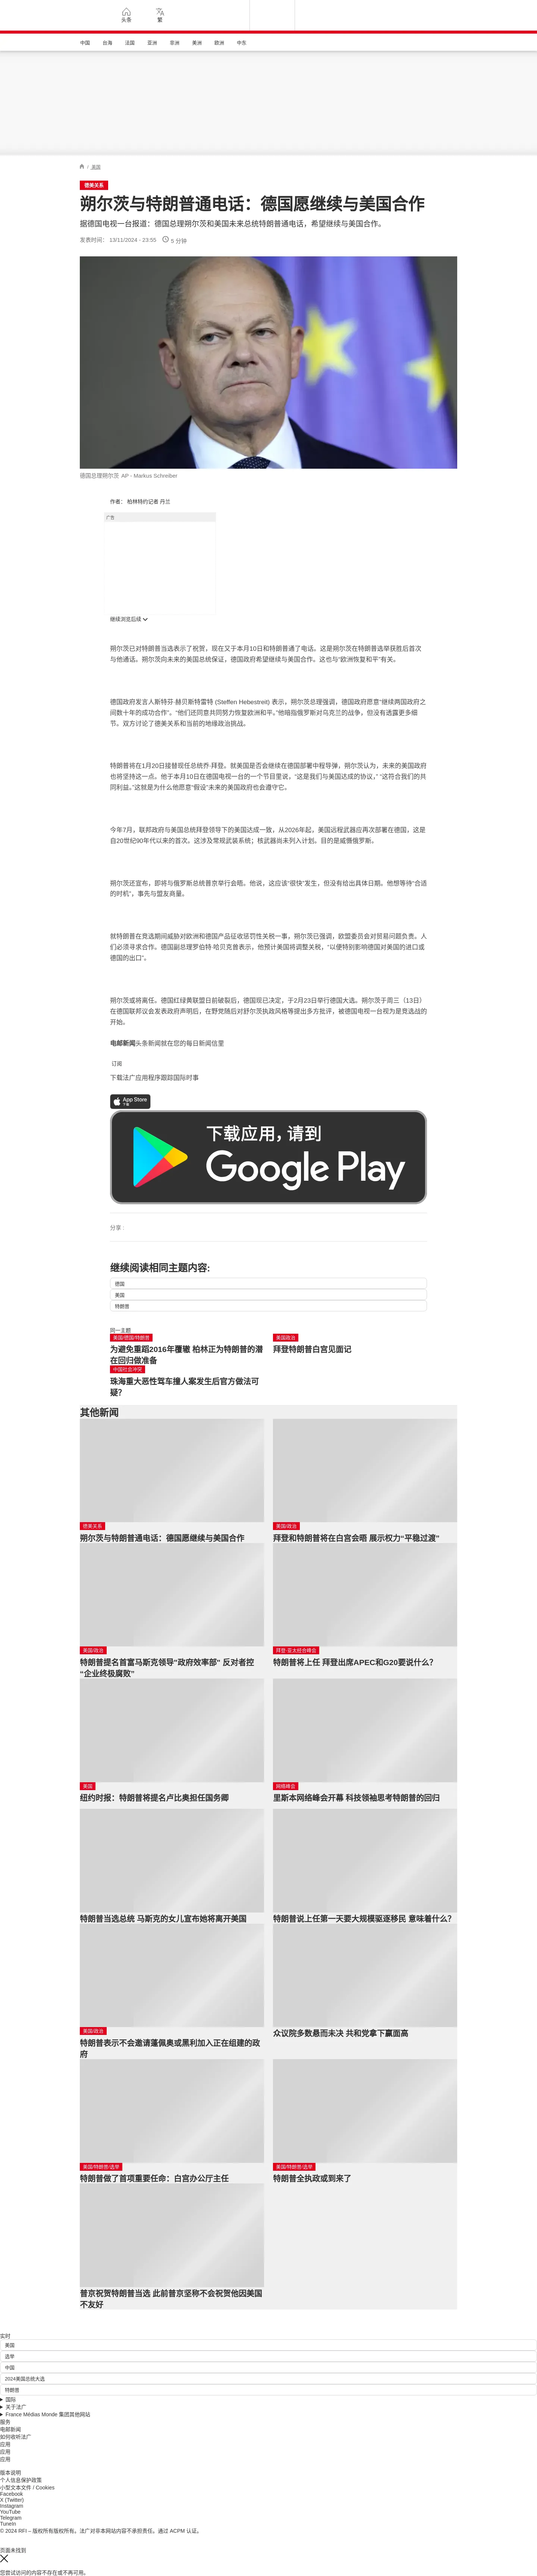 头条
繁
中国
台海
法国
亚洲
非洲
美洲
欧洲
中东
/ 美国
德美关系
朔尔茨与特朗普通电话：德国愿继续与美国合作
据德国电视一台报道：德国总理朔尔茨和美国未来总统特朗普通电话，希望继续与美国合作。
发表时间： 13/11/2024 - 23:55 5 分钟
德国总理朔尔茨 AP - Markus Schreiber
作者： 柏林特约记者 丹兰
广告
继续浏览后续
朔尔茨已对特朗普当选表示了祝贺，现在又于本月10日和特朗普通了电话。这是朔尔茨在特朗普选举获胜后首次
与他通话。朔尔茨向未来的美国总统保证，德国政府希望继续与美国合作。这也与“欧洲恢复和平”有关。
德国政府发言人斯特芬·赫贝斯特雷特 (Steffen Hebestreit) 表示，朔尔茨总理强调，德国政府愿意“继续两国政府之
间数十年的成功合作”。“他们还同意共同努力恢复欧洲和平。”他暗指俄罗斯对乌克兰的战争，但没有透露更多细
节。双方讨论了德美关系和当前的地缘政治挑战。
特朗普将在1月20日接替现任总统乔·拜登。就美国是否会继续在德国部署中程导弹，朔尔茨认为，未来的美国政府
也将坚持这一点。他于本月10日在德国电视一台的一个节目里说，“这是我们与美国达成的协议，” “这符合我们的共
同利益。”这就是为什么他愿意“假设”未来的美国政府也会遵守它。
今年7月，联邦政府与美国总统拜登领导下的美国达成一致，从2026年起，美国远程武器应再次部署在德国，这是
自20世纪90年代以来的首次。这涉及常规武装系统；核武器尚未列入计划。目的是威慑俄罗斯。
朔尔茨还宣布，即将与俄罗斯总统普京举行会晤。他说，这应该“很快”发生，但没有给出具体日期。他想等待“合适
的时机”，事先与盟友商量。
就特朗普在竞选期间威胁对欧洲和德国产品征收惩罚性关税一事，朔尔茨已强调，欧盟委员会对贸易问题负责。人
们必须寻求合作。德国副总理罗伯特·哈贝克曾表示，他预计美国将调整关税，“以便特别影响德国对美国的进口或
德国的出口”。
朔尔茨或将离任。德国红绿黄联盟日前破裂后，德国现已决定，于2月23日举行德国大选。朔尔茨于周三（13日）
在德国联邦议会发表政府声明后，在野党随后对舒尔茨执政风格等提出多方批评，被德国电视一台视为是竞选战的
开始。
电邮新闻头条新闻就在您的每日新闻信里
订阅
下载法广应用程序跟踪国际时事
App Store
下载
下载应用，请到
Google Play
分享 :
继续阅读相同主题内容:
德国
美国
特朗普
同一主题
美国/德国/特朗普
为避免重蹈2016年覆辙 柏林正为特朗普的潜
在回归做准备
美国政治
拜登特朗普白宫见面记
中国社会冲突
珠海重大恶性驾车撞人案发生后官方做法可
疑?
其他新闻
德美关系
朔尔茨与特朗普通电话：德国愿继续与美国合作
美国/政治
拜登和特朗普将在白宫会晤 展示权力“平稳过渡”
美国/政治
特朗普提名首富马斯克领导"政府效率部" 反对者控
“企业终极腐败”
拜登·亚太经合峰会
特朗普将上任 拜登出席APEC和G20要说什么？
美国
纽约时报：特朗普将提名卢比奥担任国务卿
网络峰会
里斯本网络峰会开幕 科技领袖思考特朗普的回归
特朗普当选总统 马斯克的女儿宣布她将离开美国
特朗普说上任第一天要大规模驱逐移民 意味着什么？
美国/政治
特朗普表示不会邀请蓬佩奥或黑利加入正在组建的政
府
众议院多数悬而未决 共和党拿下赢面高
美国/特朗普/选举
特朗普做了首项重要任命：白宫办公厅主任
美国/特朗普/选举
特朗普全执政或到来了
普京祝贺特朗普当选 此前普京坚称不会祝贺他因美国
不友好
实时
美国
选举
中国
2024美国总统大选
特朗普
国际
关于法广
France Médias Monde 集团其他网站
服务
电邮新闻
如何收听法广
应用
应用
应用
版本说明
个人信息保护政策
小型文本文件 / Cookies
Facebook
X (Twitter)
Instagram
YouTube
Telegram
TuneIn
© 2024 RFI – 版权所有版权所有。法广对非本网站内容不承担责任。通过 ACPM 认证。
页面未找到
您尝试访问的内容不存在或不再可用。